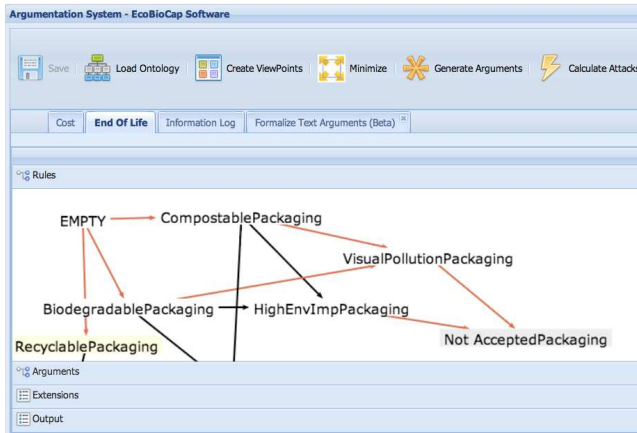 Argumentation System - EcoBioCap Software
Save Load Ontology Create ViewPoints Minimize Generate Arguments Calculate Attacks
Cost End Of Life Information Log Formalize Text Arguments (Beta)
Rules
EMPTY CompostablePackaging
VisualPollutionPackaging
BiodegradablePackaging HighEnvImpPackaging
Not AcceptedPackaging
RecyclablePackaging
Arguments
Extensions
Output